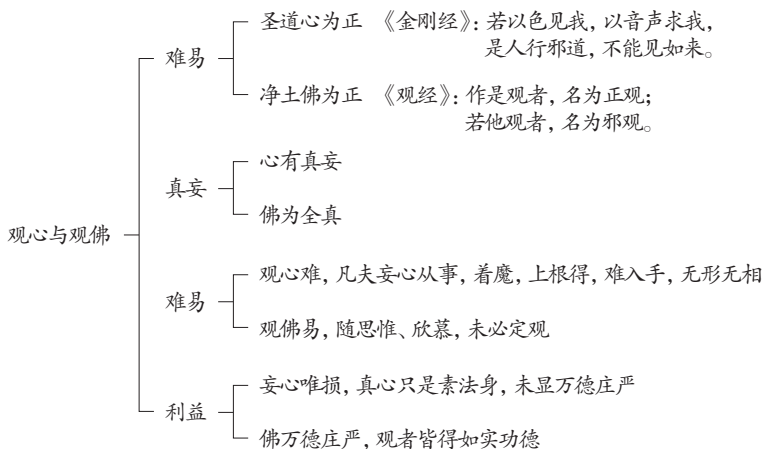 圣道心为正 《金刚经》：若以色见我，以音声求我，
是人行邪道，不能见如来。
难易
净土佛为正 《观经》：作是观者，名为正观；
若他观者，名为邪观。
心有真妄
真妄
佛为全真
观心与观佛
观心难，凡夫妄心从事，着魔，上根得，难入手，无形无相
难易
观佛易，随思惟、欣慕，未必定观
妄心唯损，真心只是素法身，未显万德庄严
利益
佛万德庄严，观者皆得如实功德